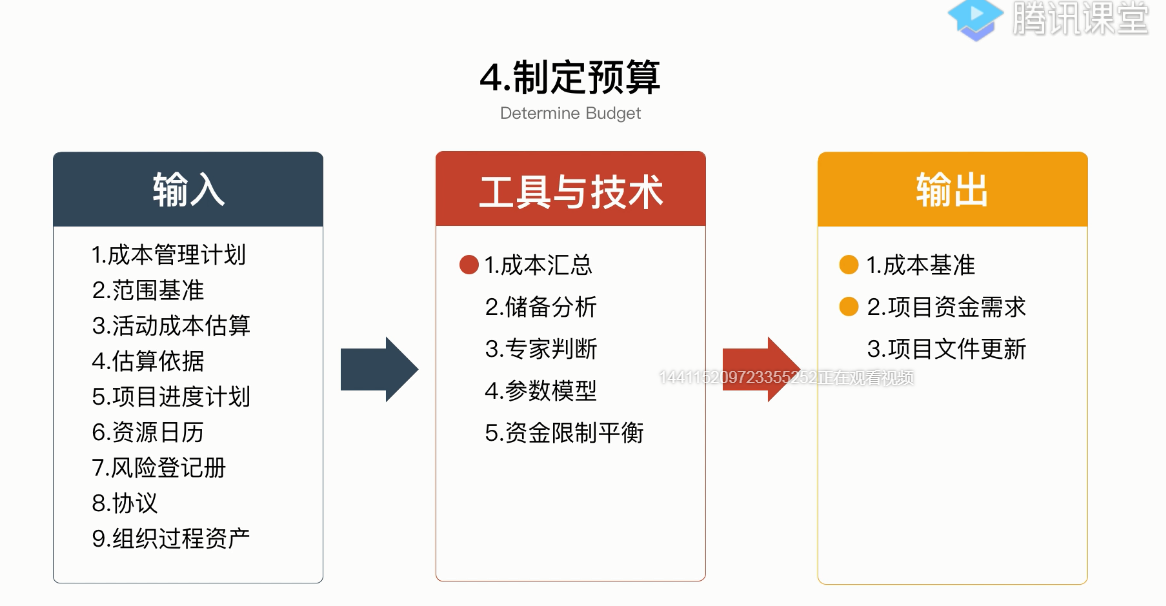 腾讯课堂
4.制定预算
Determine Budget
输入
1.成本管理计划
2.范围基准
3.活动成本估算
4.估算依据
5.项目进度计划
6.资源日历
7.风险登记册
8.协议
9.组织过程资产
工具与技术
1.成本汇总
2.储备分析
3.专家判断
4.参数模型
5.资金限制平衡
144115209723355252正在观看视频
输出
1.成本基准
2.项目资金需求
3.项目文件更新